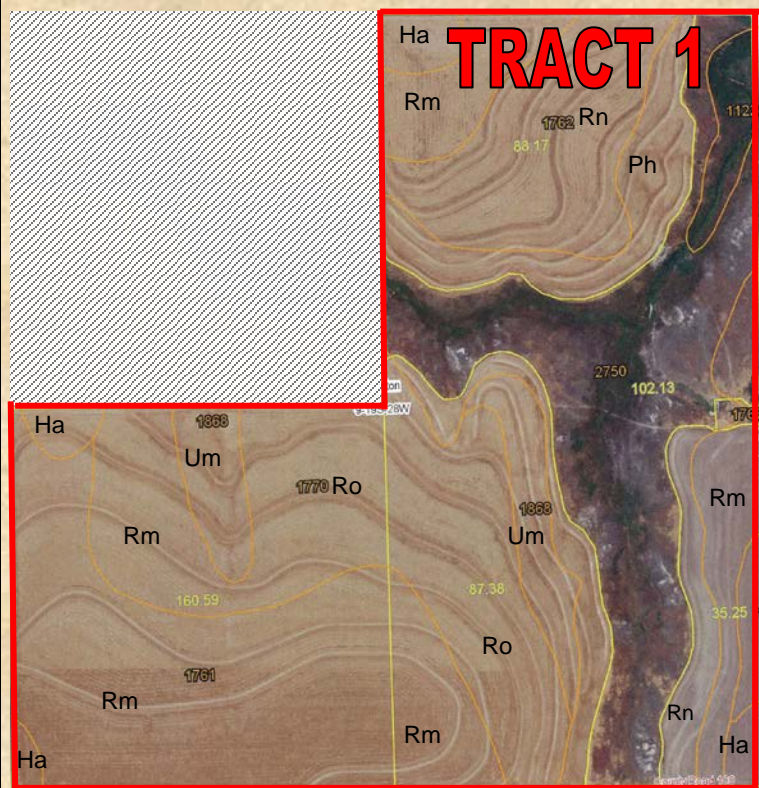 Ha
TRACT 1
Rm
1762
Rn
88.17
Ph
2750
102.13
Ha
1868
Um
1770
Ro
Rm
160.59
1868
Um
87.38
Rm
35.25
Ro
1761
Rm
Rm
Rn
Ha
Ha